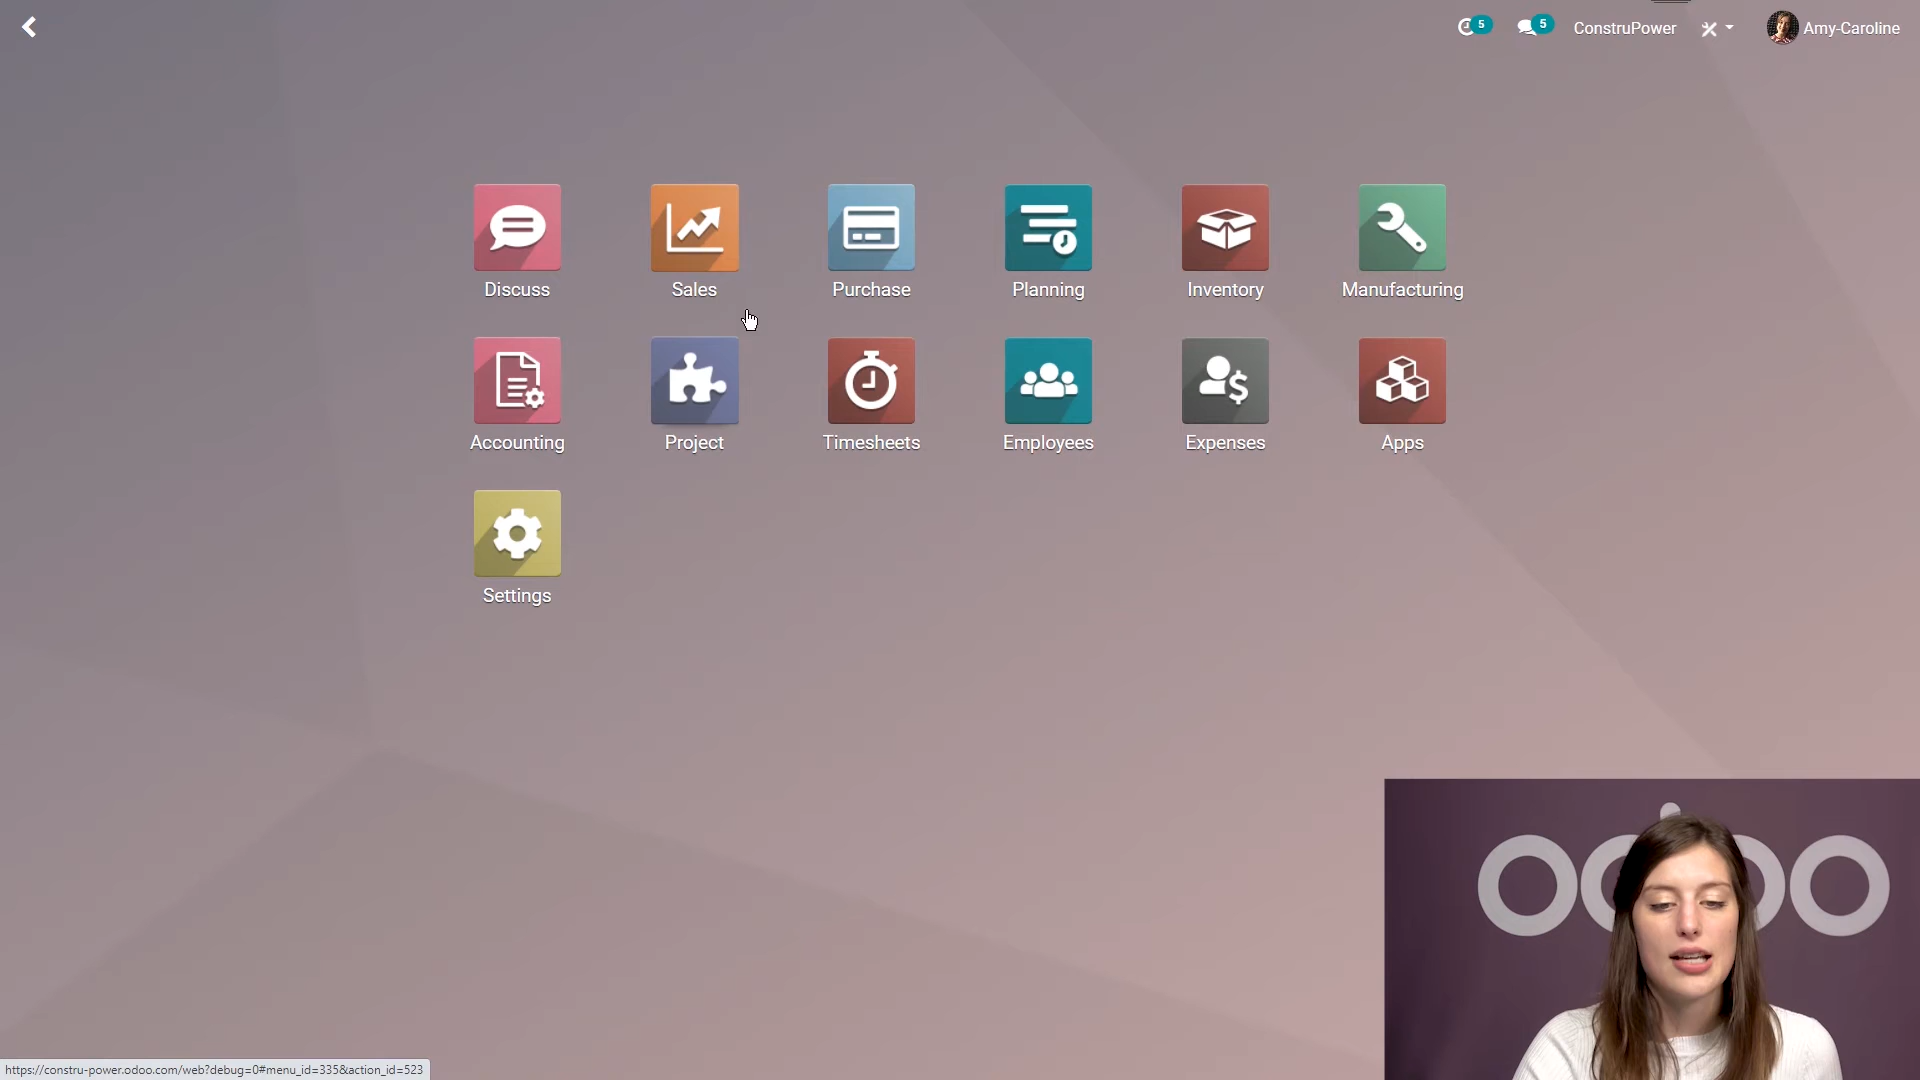 5
5
ConstruPower
Amy-Caroline
Discuss
Sales
Purchase
Planning
Inventory
Manufacturing
Accounting
Project
Timesheets
Employees
Expenses
Apps
Settings
odoo
https://constru-power.odoo.com/web?debug=0#menu_id=335&action_id=523